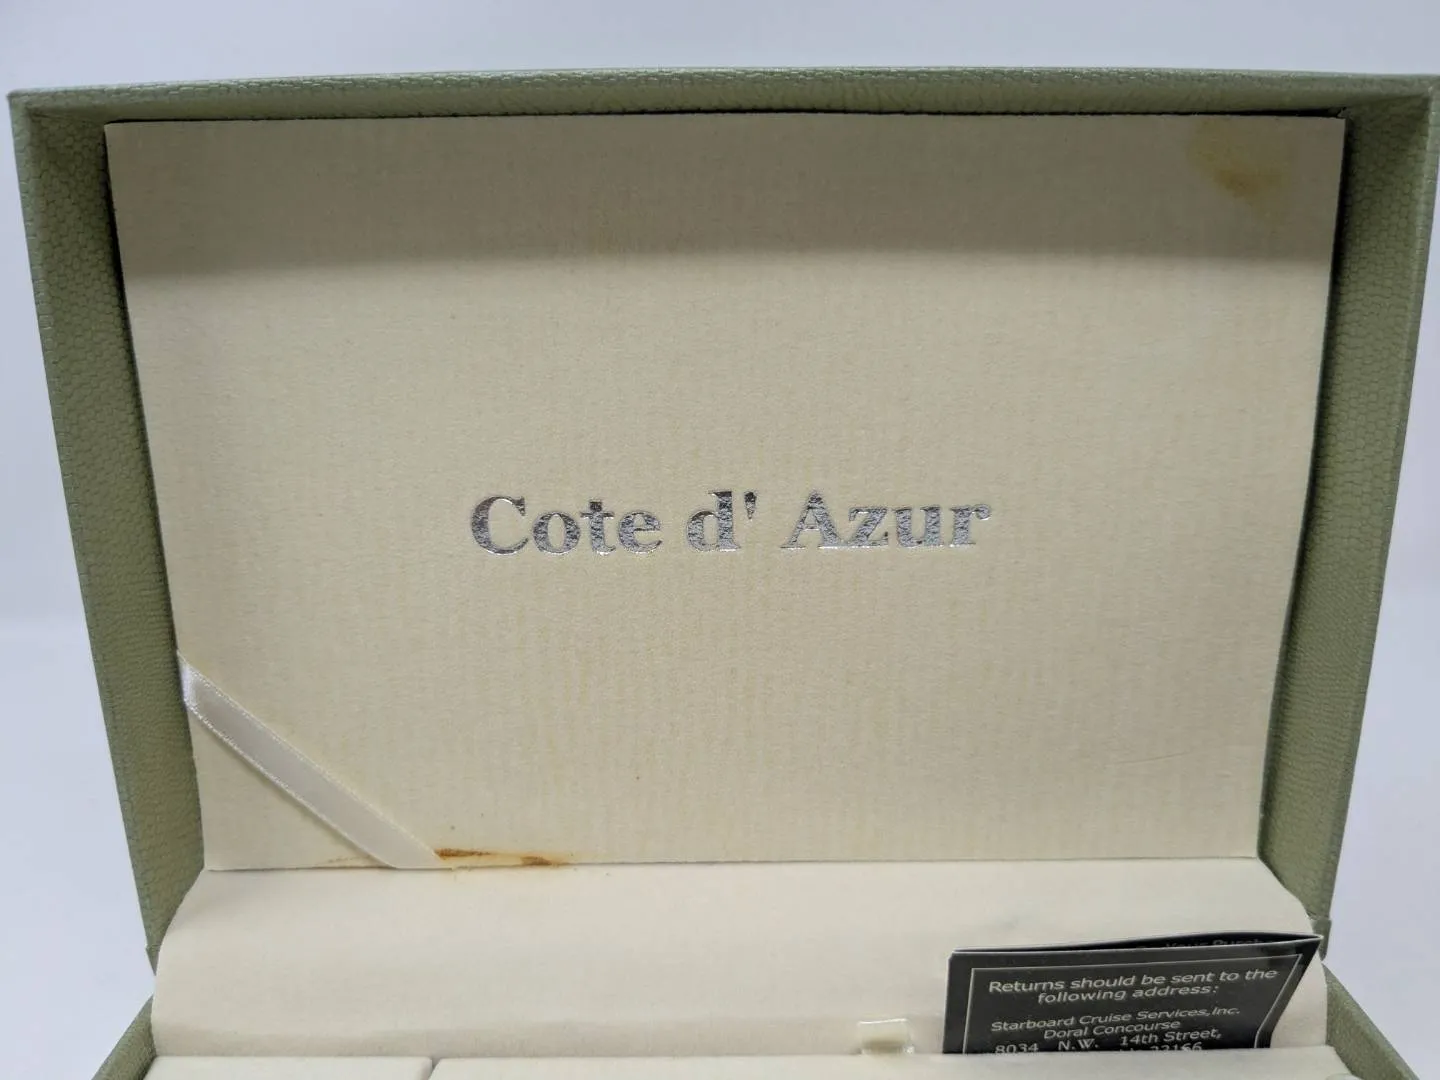 Cote d' Azur
Returns should be sent to the
following address:
Starboard Cruise Services, Inc.
Doral Concourse
8034 N.W. 14th Street,